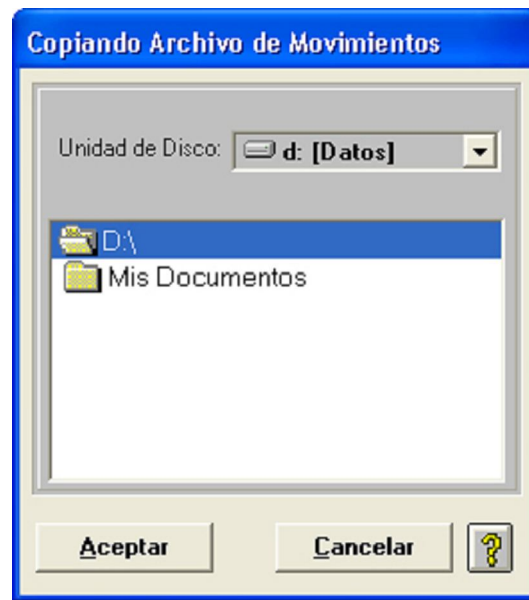 Copiando Archivo de Movimientos
Unidad de Disco: d: [Datos]
D:\
Mis Documentos
Aceptar Cancelar ?